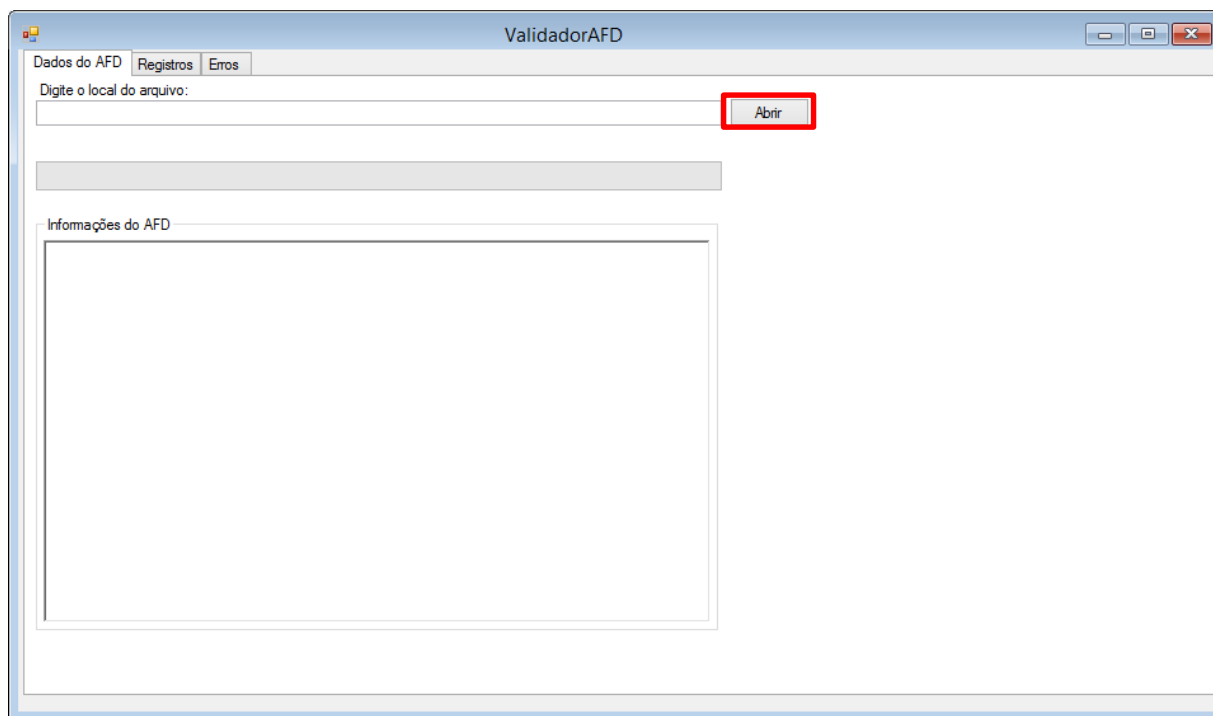 ValidadorAFD
Dados do AFD Registros Erros
Digite o local do arquivo:
Abrir
Informações do AFD